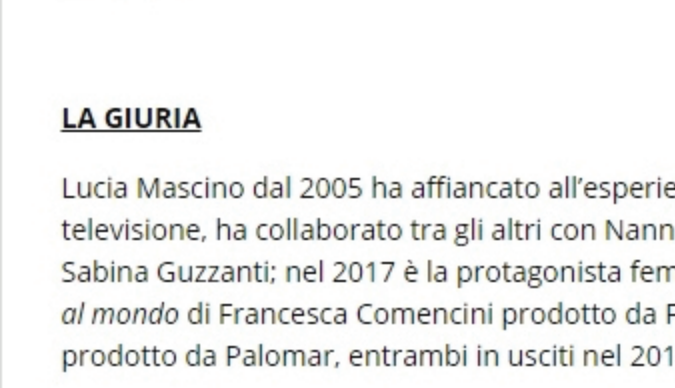 LA GIURIA
Lucia Mascino dal 2005 ha affiancato all’esperie
televisione, ha collaborato tra gli altri con Nann
Sabina Guzzanti; nel 2017 è la protagonista fem
al mondo di Francesca Comencini prodotto da F
prodotto da Palomar, entrambi in usciti nel 201